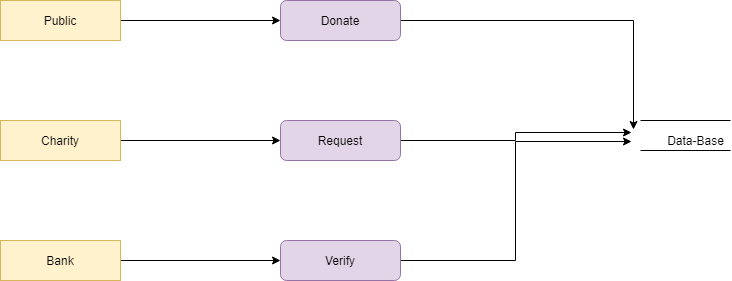 Public
Donate
Charity
Request
Data-Base
Bank
Verify